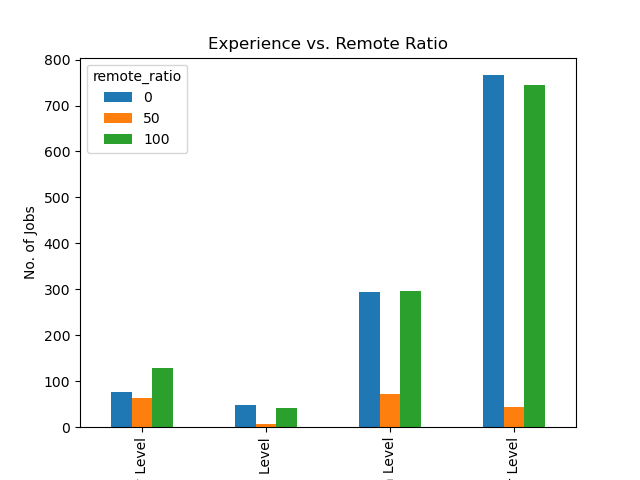 Experience vs. Remote Ratio
remote_ratio
0
50
100
No. of Jobs
800
700
600
500
400
300
200
100
0
Level
Level
Level
Level